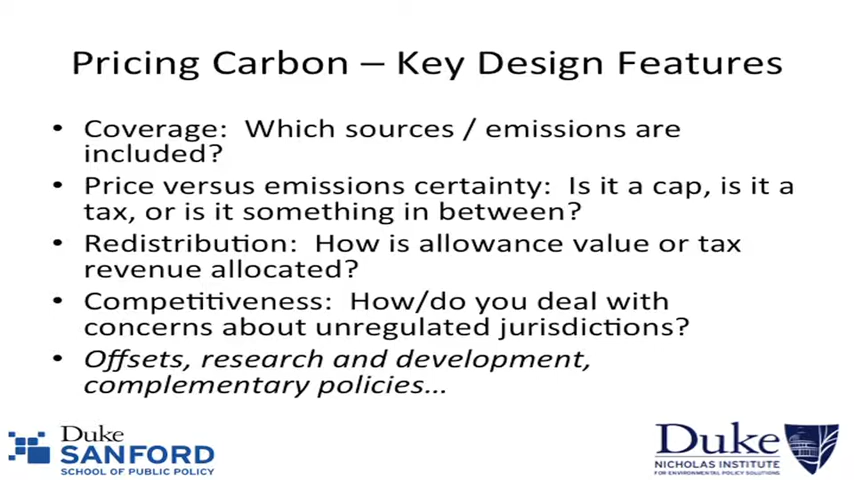 Pricing Carbon – Key Design Features
• Coverage: Which sources / emissions are
included?
• Price versus emissions certainty: Is it a cap, is it a
tax, or is it something in between?
• Redistribution: How is allowance value or tax
revenue allocated?
• Competitiveness: How/do you deal with
concerns about unregulated jurisdictions?
• Offsets, research and development,
complementary policies...
Duke
SANFORD
SCHOOL OF PUBLIC POLICY
Duke
NICHOLAS INSTITUTE
FOR ENVIRONMENTAL POLICY SOLUTIONS